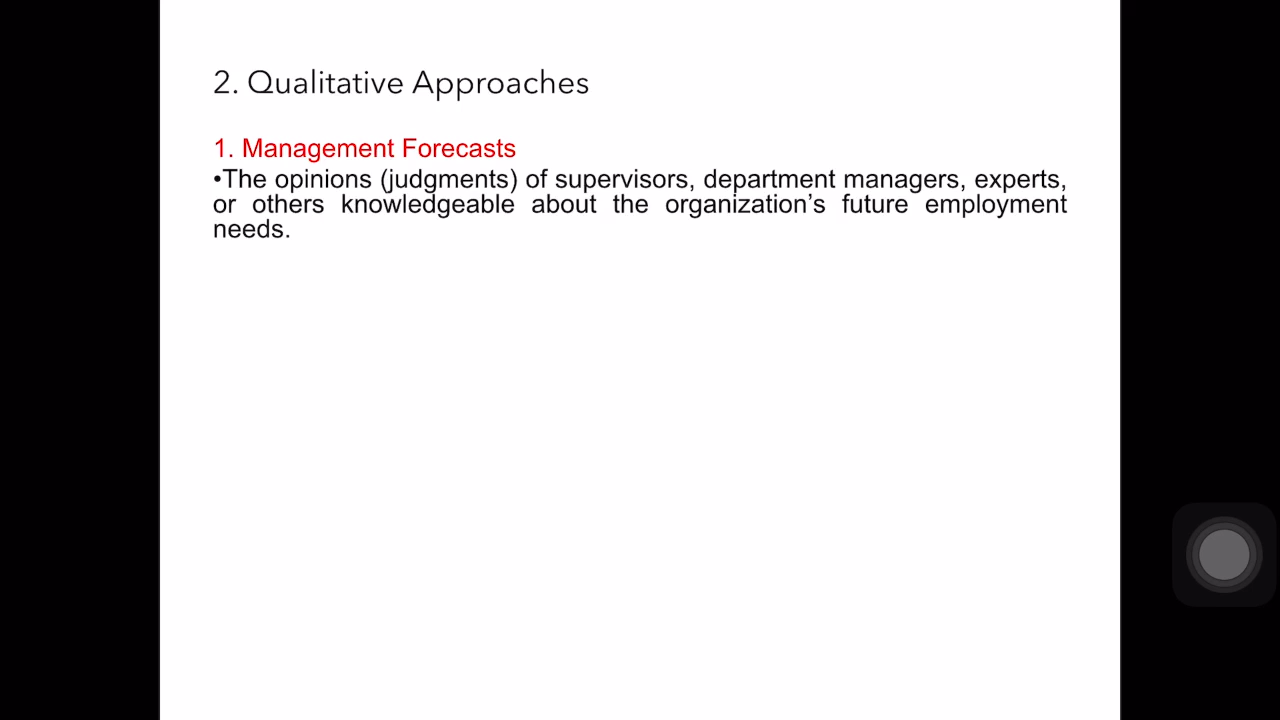 2. Qualitative Approaches
1. Management Forecasts
•The opinions (judgments) of supervisors, department managers, experts,
or others knowledgeable about the organization’s future employment
needs.